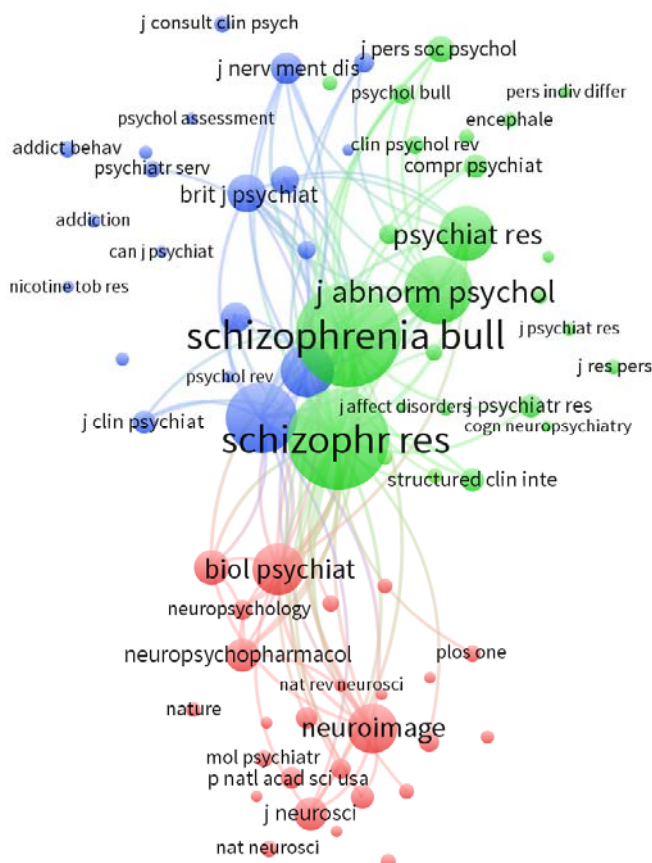 j consult clin psych
j pers soc psychol
j nerv ment dis
psychol bull
pers indiv differ
psychol assessment
encephale
addict behav
clin psychol rev
psychiatr serv
compr psychiat
brit j psychiat
addiction
psychiat res
can j psychiat
nicotine tob res
j abnorm psychol
schizophrenia bull
j psychiat res
psychol rev
j res pers
j affect disorders
j psychiatr res
j clin psychiat
cogn neuropsychiatry
schizophr res
structured clin inte
biol psychiat
neuropsychology
neuropsychopharmacol
plos one
nat rev neurosci
nature
neuroimage
mol psychiatr
p natl acad sci usa
j neurosci
nat neurosci